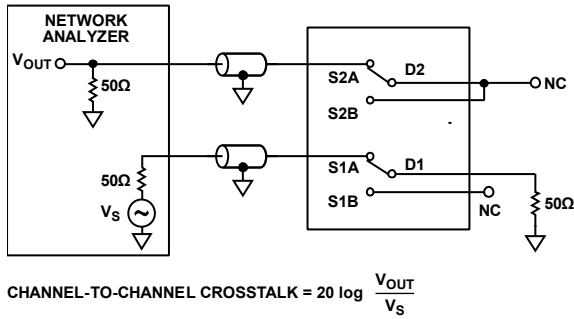 NETWORK
ANALYZER
VOUT
50Ω
S2A
D2
NC
S2B
50Ω
VS
S1A
D1
S1B
NC
50Ω
CHANNEL-TO-CHANNEL CROSSTALK = 20 log VOUT/VS